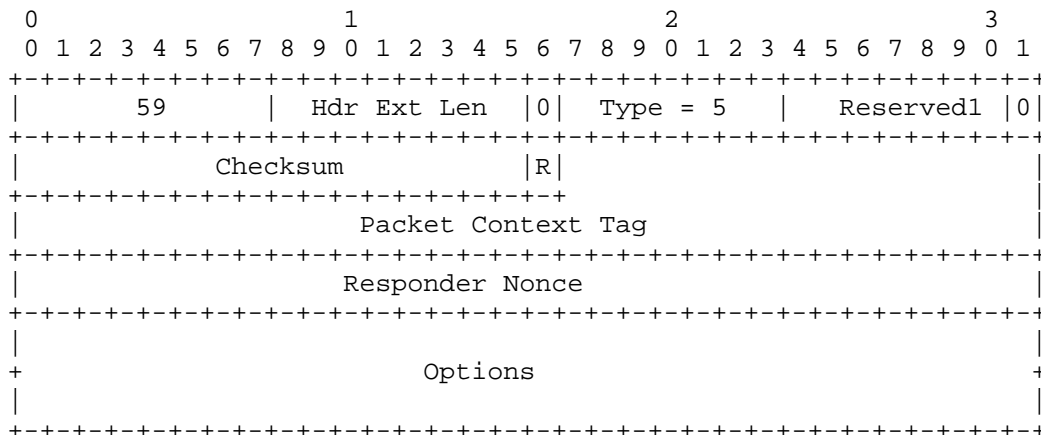 0                   1                   2                   3
 0 1 2 3 4 5 6 7 8 9 0 1 2 3 4 5 6 7 8 9 0 1 2 3 4 5 6 7 8 9 0 1
+-+-+-+-+-+-+-+-+-+-+-+-+-+-+-+-+-+-+-+-+-+-+-+-+-+-+-+-+-+-+-+-+
|       59      |  Hdr Ext Len  |0|  Type = 5   |   Reserved1 |0|
+-+-+-+-+-+-+-+-+-+-+-+-+-+-+-+-+-+-+-+-+-+-+-+-+-+-+-+-+-+-+-+-+
|            Checksum           |R|                             |
+-+-+-+-+-+-+-+-+-+-+-+-+-+-+-+-+-+                             |
|                     Packet Context Tag                        |
+-+-+-+-+-+-+-+-+-+-+-+-+-+-+-+-+-+-+-+-+-+-+-+-+-+-+-+-+-+-+-+-+
|                    Responder Nonce                            |
+-+-+-+-+-+-+-+-+-+-+-+-+-+-+-+-+-+-+-+-+-+-+-+-+-+-+-+-+-+-+-+-+
|                                                               |
+                         Options                               +
|                                                               |
+-+-+-+-+-+-+-+-+-+-+-+-+-+-+-+-+-+-+-+-+-+-+-+-+-+-+-+-+-+-+-+-+